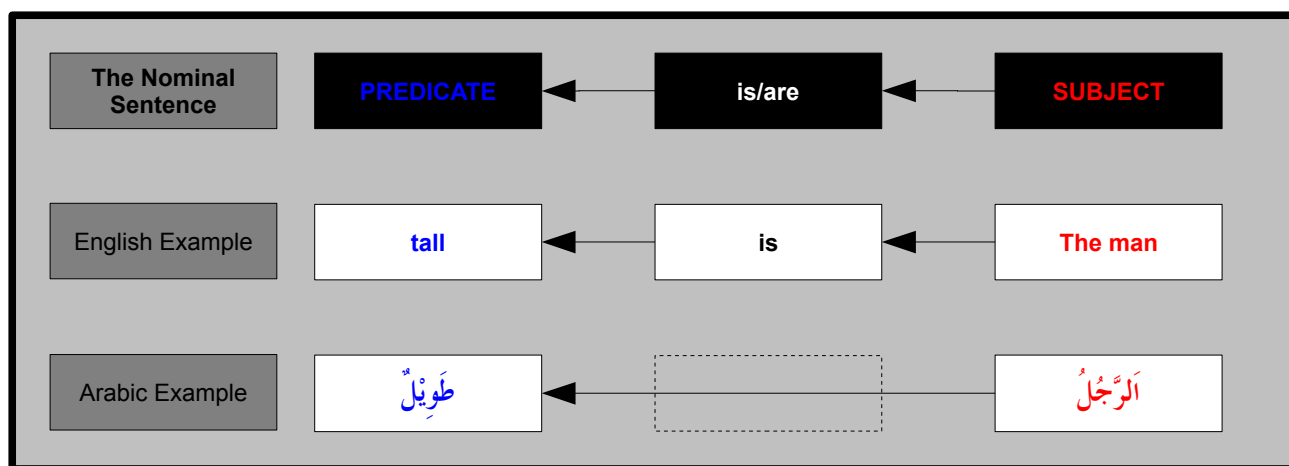 The Nominal
Sentence
PREDICATE
is/are
SUBJECT
English Example
tall
is
The man
Arabic Example
طَوِيْلٌ
اَلرَّجُلُ